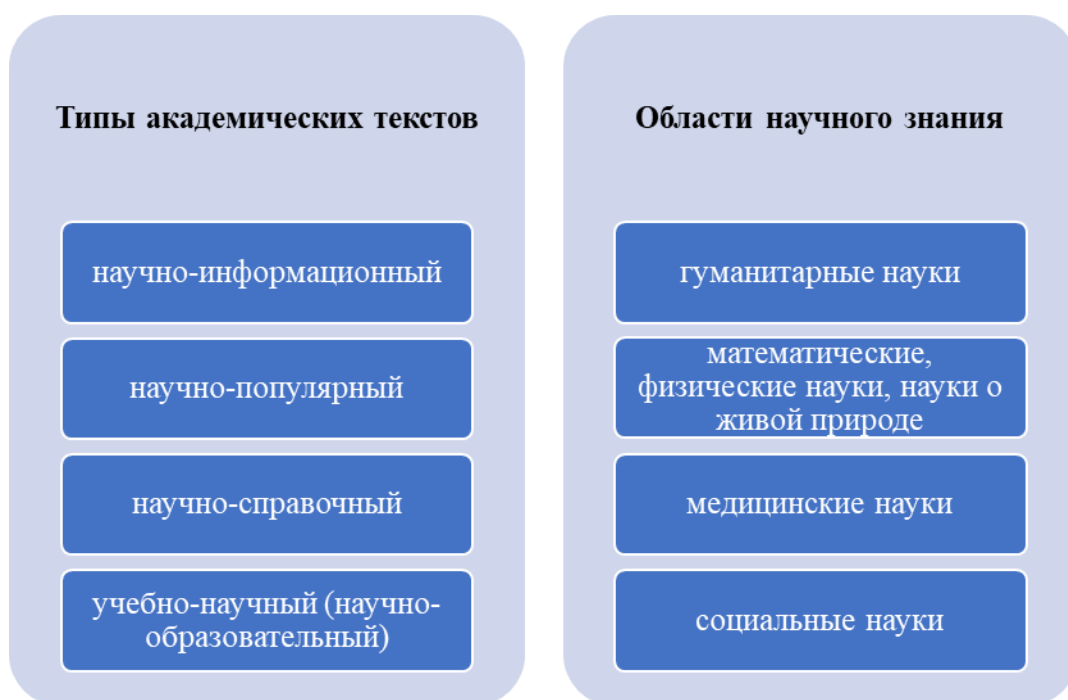 Типы академических текстов
научно-информационный
научно-популярный
научно-справочный
учебно-научный (научно-
образовательный)
Области научного знания
гуманитарные науки
математические,
физические науки, науки о
живой природе
медицинские науки
социальные науки